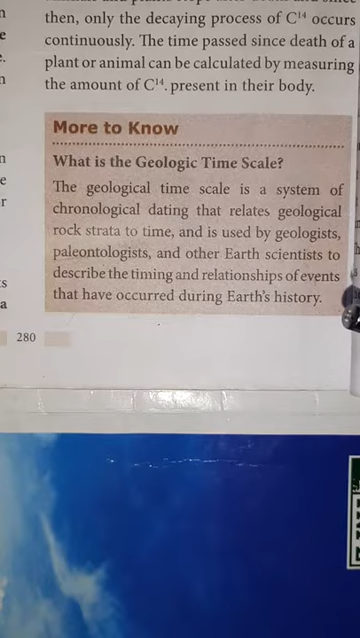 then, only the decaying process of C¹⁴ occurs
continuously. The time passed since death of a
plant or animal can be calculated by measuring
the amount of C¹⁴. present in their body.
More to Know
What is the Geologic Time Scale?
The geological time scale is a system of
chronological dating that relates geological
rock strata to time, and is used by geologists,
paleontologists, and other Earth scientists to
describe the timing and relationships of events
that have occurred during Earth's history.
280